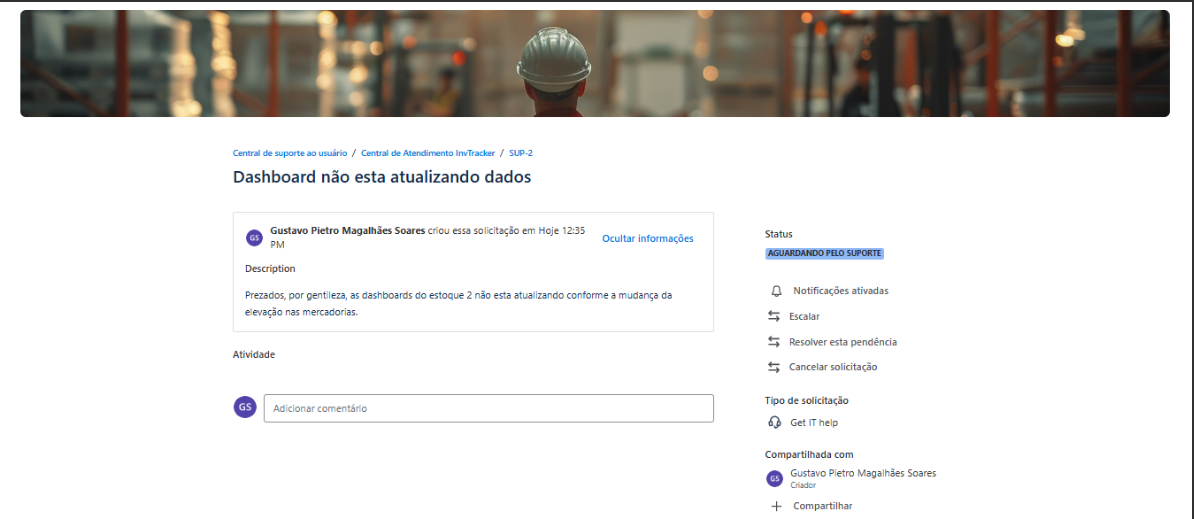 Central de suporte ao usuário / Central de Atendimento InvTracker / SUP-2
Dashboard não esta atualizando dados
GS
Gustavo Pietro Magalhães Soares criou essa solicitação em Hoje 12:35
PM
Ocultar informações
Description
Prezados, por gentileza, as dashboards do estoque 2 não esta atualizando conforme a mudança da
elevação nas mercadorias.
Atividade
GS
Adicionar comentário
Status
AGUARDANDO PELO SUPORTE
Notificações ativadas
Escalar
Resolver esta pendência
Cancelar solicitação
Tipo de solicitação
Get IT help
Compartilhada com
GS
Gustavo Pietro Magalhães Soares
Criador
Compartilhar